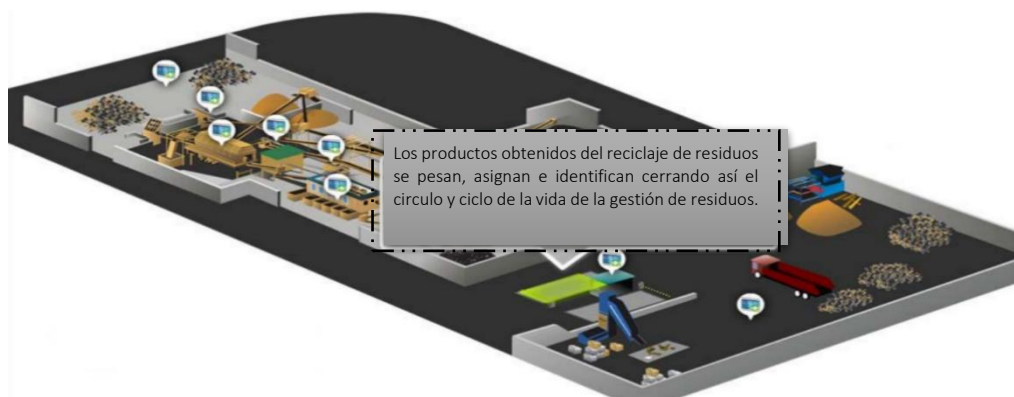 Los productos obtenidos del reciclaje de residuos
se pesan, asignan e identifican cerrando así el
circulo y ciclo de la vida de la gestión de residuos.